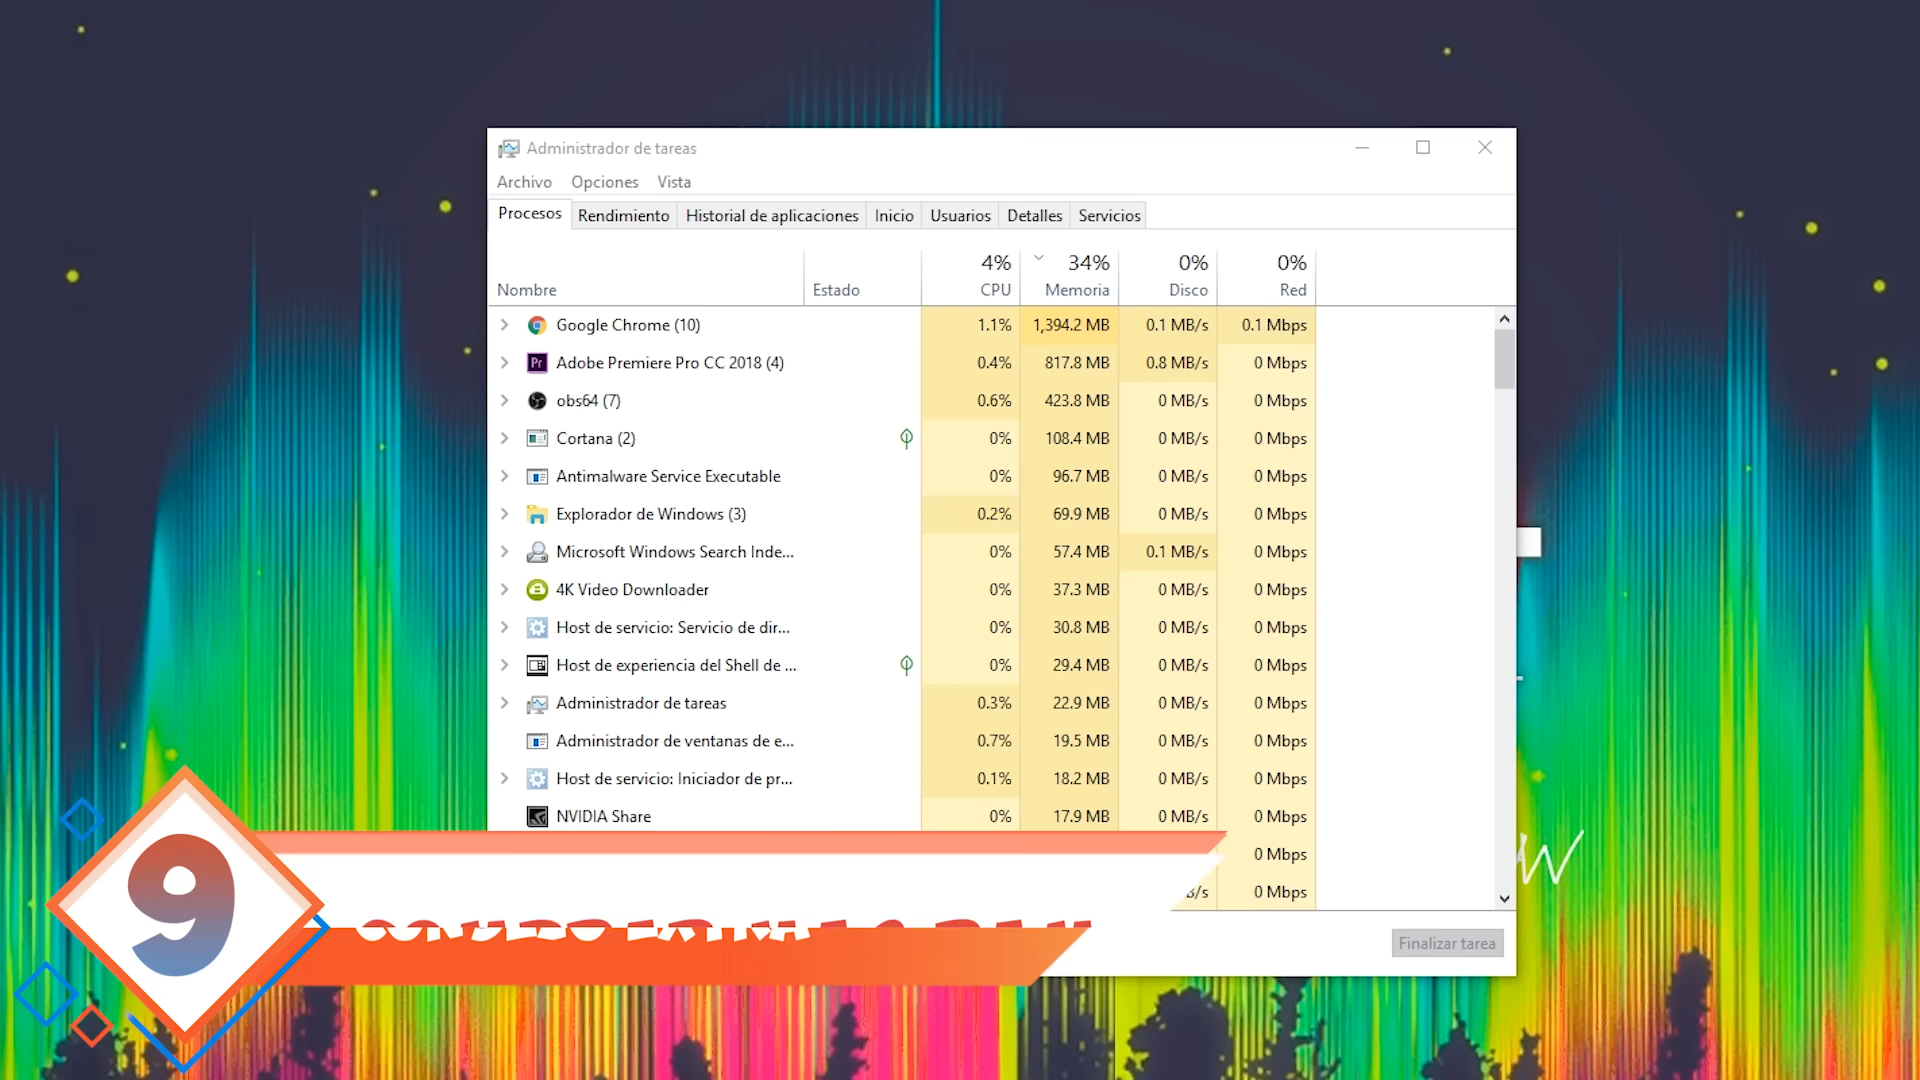 Administrador de tareas
Archivo Opciones Vista
Procesos Rendimiento Historial de aplicaciones Inicio Usuarios Detalles Servicios
4% 34% 0% 0%
Nombre Estado CPU Memoria Disco Red
Google Chrome (10) 1.1% 1,394.2 MB 0.1 MB/s 0.1 Mbps
Pr Adobe Premiere Pro CC 2018 (4) 0.4% 817.8 MB 0.8 MB/s 0 Mbps
obs64 (7) 0.6% 423.8 MB 0 MB/s 0 Mbps
Cortana (2) 0% 108.4 MB 0 MB/s 0 Mbps
Antimalware Service Executable 0% 96.7 MB 0 MB/s 0 Mbps
Explorador de Windows (3) 0.2% 69.9 MB 0 MB/s 0 Mbps
Microsoft Windows Search Inde... 0% 57.4 MB 0.1 MB/s 0 Mbps
4K Video Downloader 0% 37.3 MB 0 MB/s 0 Mbps
Host de servicio: Servicio de dir... 0% 30.8 MB 0 MB/s 0 Mbps
Host de experiencia del Shell de ... 0% 29.4 MB 0 MB/s 0 Mbps
Administrador de tareas 0.3% 22.9 MB 0 MB/s 0 Mbps
Administrador de ventanas de e... 0.7% 19.5 MB 0 MB/s 0 Mbps
Host de servicio: Iniciador de pr... 0.1% 18.2 MB 0 MB/s 0 Mbps
NVIDIA Share 0% 17.9 MB 0 MB/s 0 Mbps
0 Mbps
0 Mbps
9
CONSEJO EXTRA
Finalizar tarea